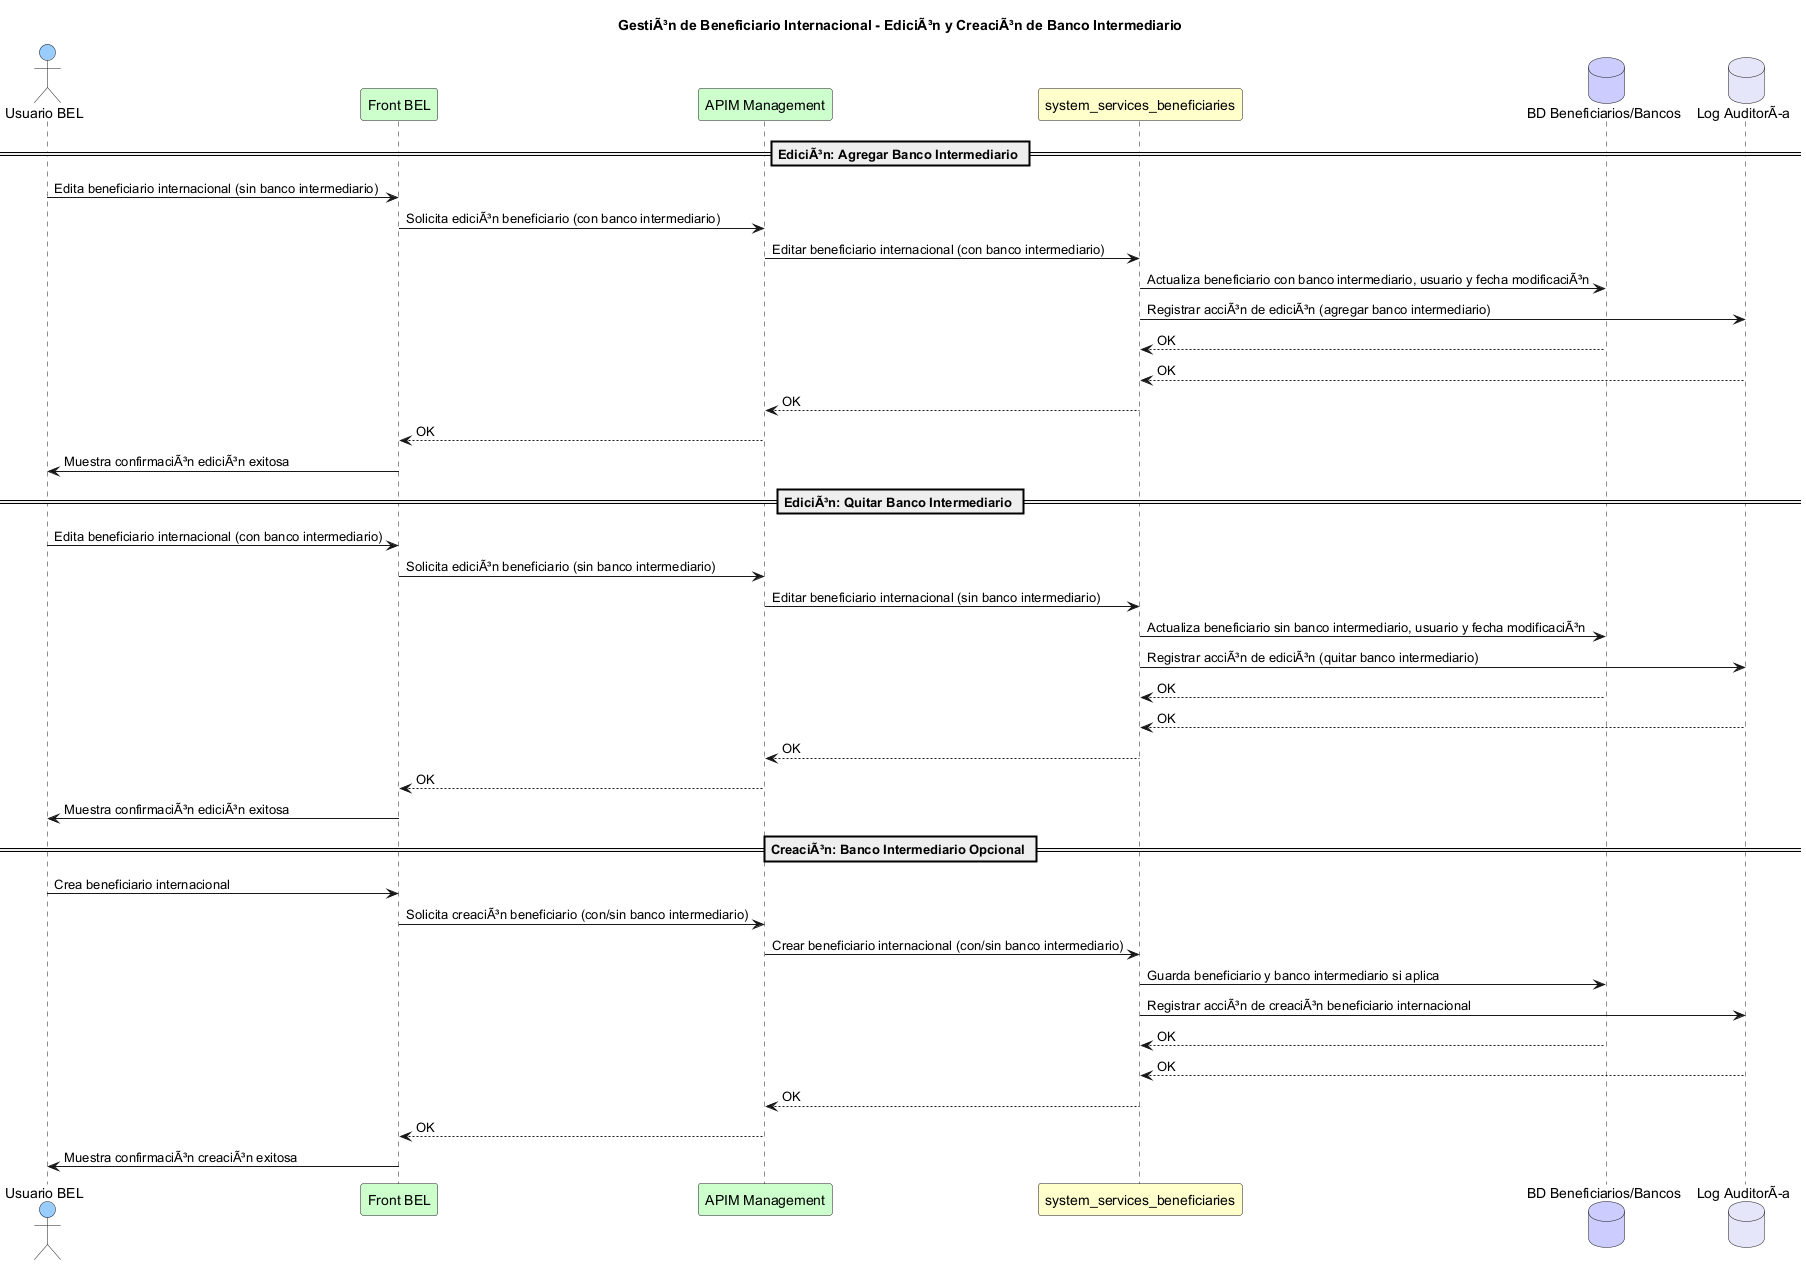 GestiÃ³n de Beneficiario Internacional - EdiciÃ³n y CreaciÃ³n de Banco Intermediario
Usuario BEL
Front BEL
APIM Management
system_services_beneficiaries
BD Beneficiarios/Bancos
Log AuditorÃ-a
EdiciÃ³n: Agregar Banco Intermediario
Edita beneficiario internacional (sin banco intermediario)
Solicita ediciÃ³n beneficiario (con banco intermediario)
Editar beneficiario internacional (con banco intermediario)
Actualiza beneficiario con banco intermediario, usuario y fecha modificaciÃ³n
Registrar acciÃ³n de ediciÃ³n (agregar banco intermediario)
OK
OK
OK
OK
Muestra confirmaciÃ³n ediciÃ³n exitosa
EdiciÃ³n: Quitar Banco Intermediario
Edita beneficiario internacional (con banco intermediario)
Solicita ediciÃ³n beneficiario (sin banco intermediario)
Editar beneficiario internacional (sin banco intermediario)
Actualiza beneficiario sin banco intermediario, usuario y fecha modificaciÃ³n
Registrar acciÃ³n de ediciÃ³n (quitar banco intermediario)
OK
OK
OK
OK
Muestra confirmaciÃ³n ediciÃ³n exitosa
CreaciÃ³n: Banco Intermediario Opcional
Crea beneficiario internacional
Solicita creaciÃ³n beneficiario (con/sin banco intermediario)
Crear beneficiario internacional (con/sin banco intermediario)
Guarda beneficiario y banco intermediario si aplica
Registrar acciÃ³n de creaciÃ³n beneficiario internacional
OK
OK
OK
OK
Muestra confirmaciÃ³n creaciÃ³n exitosa
Usuario BEL
Front BEL
APIM Management
system_services_beneficiaries
BD Beneficiarios/Bancos
Log AuditorÃ-a